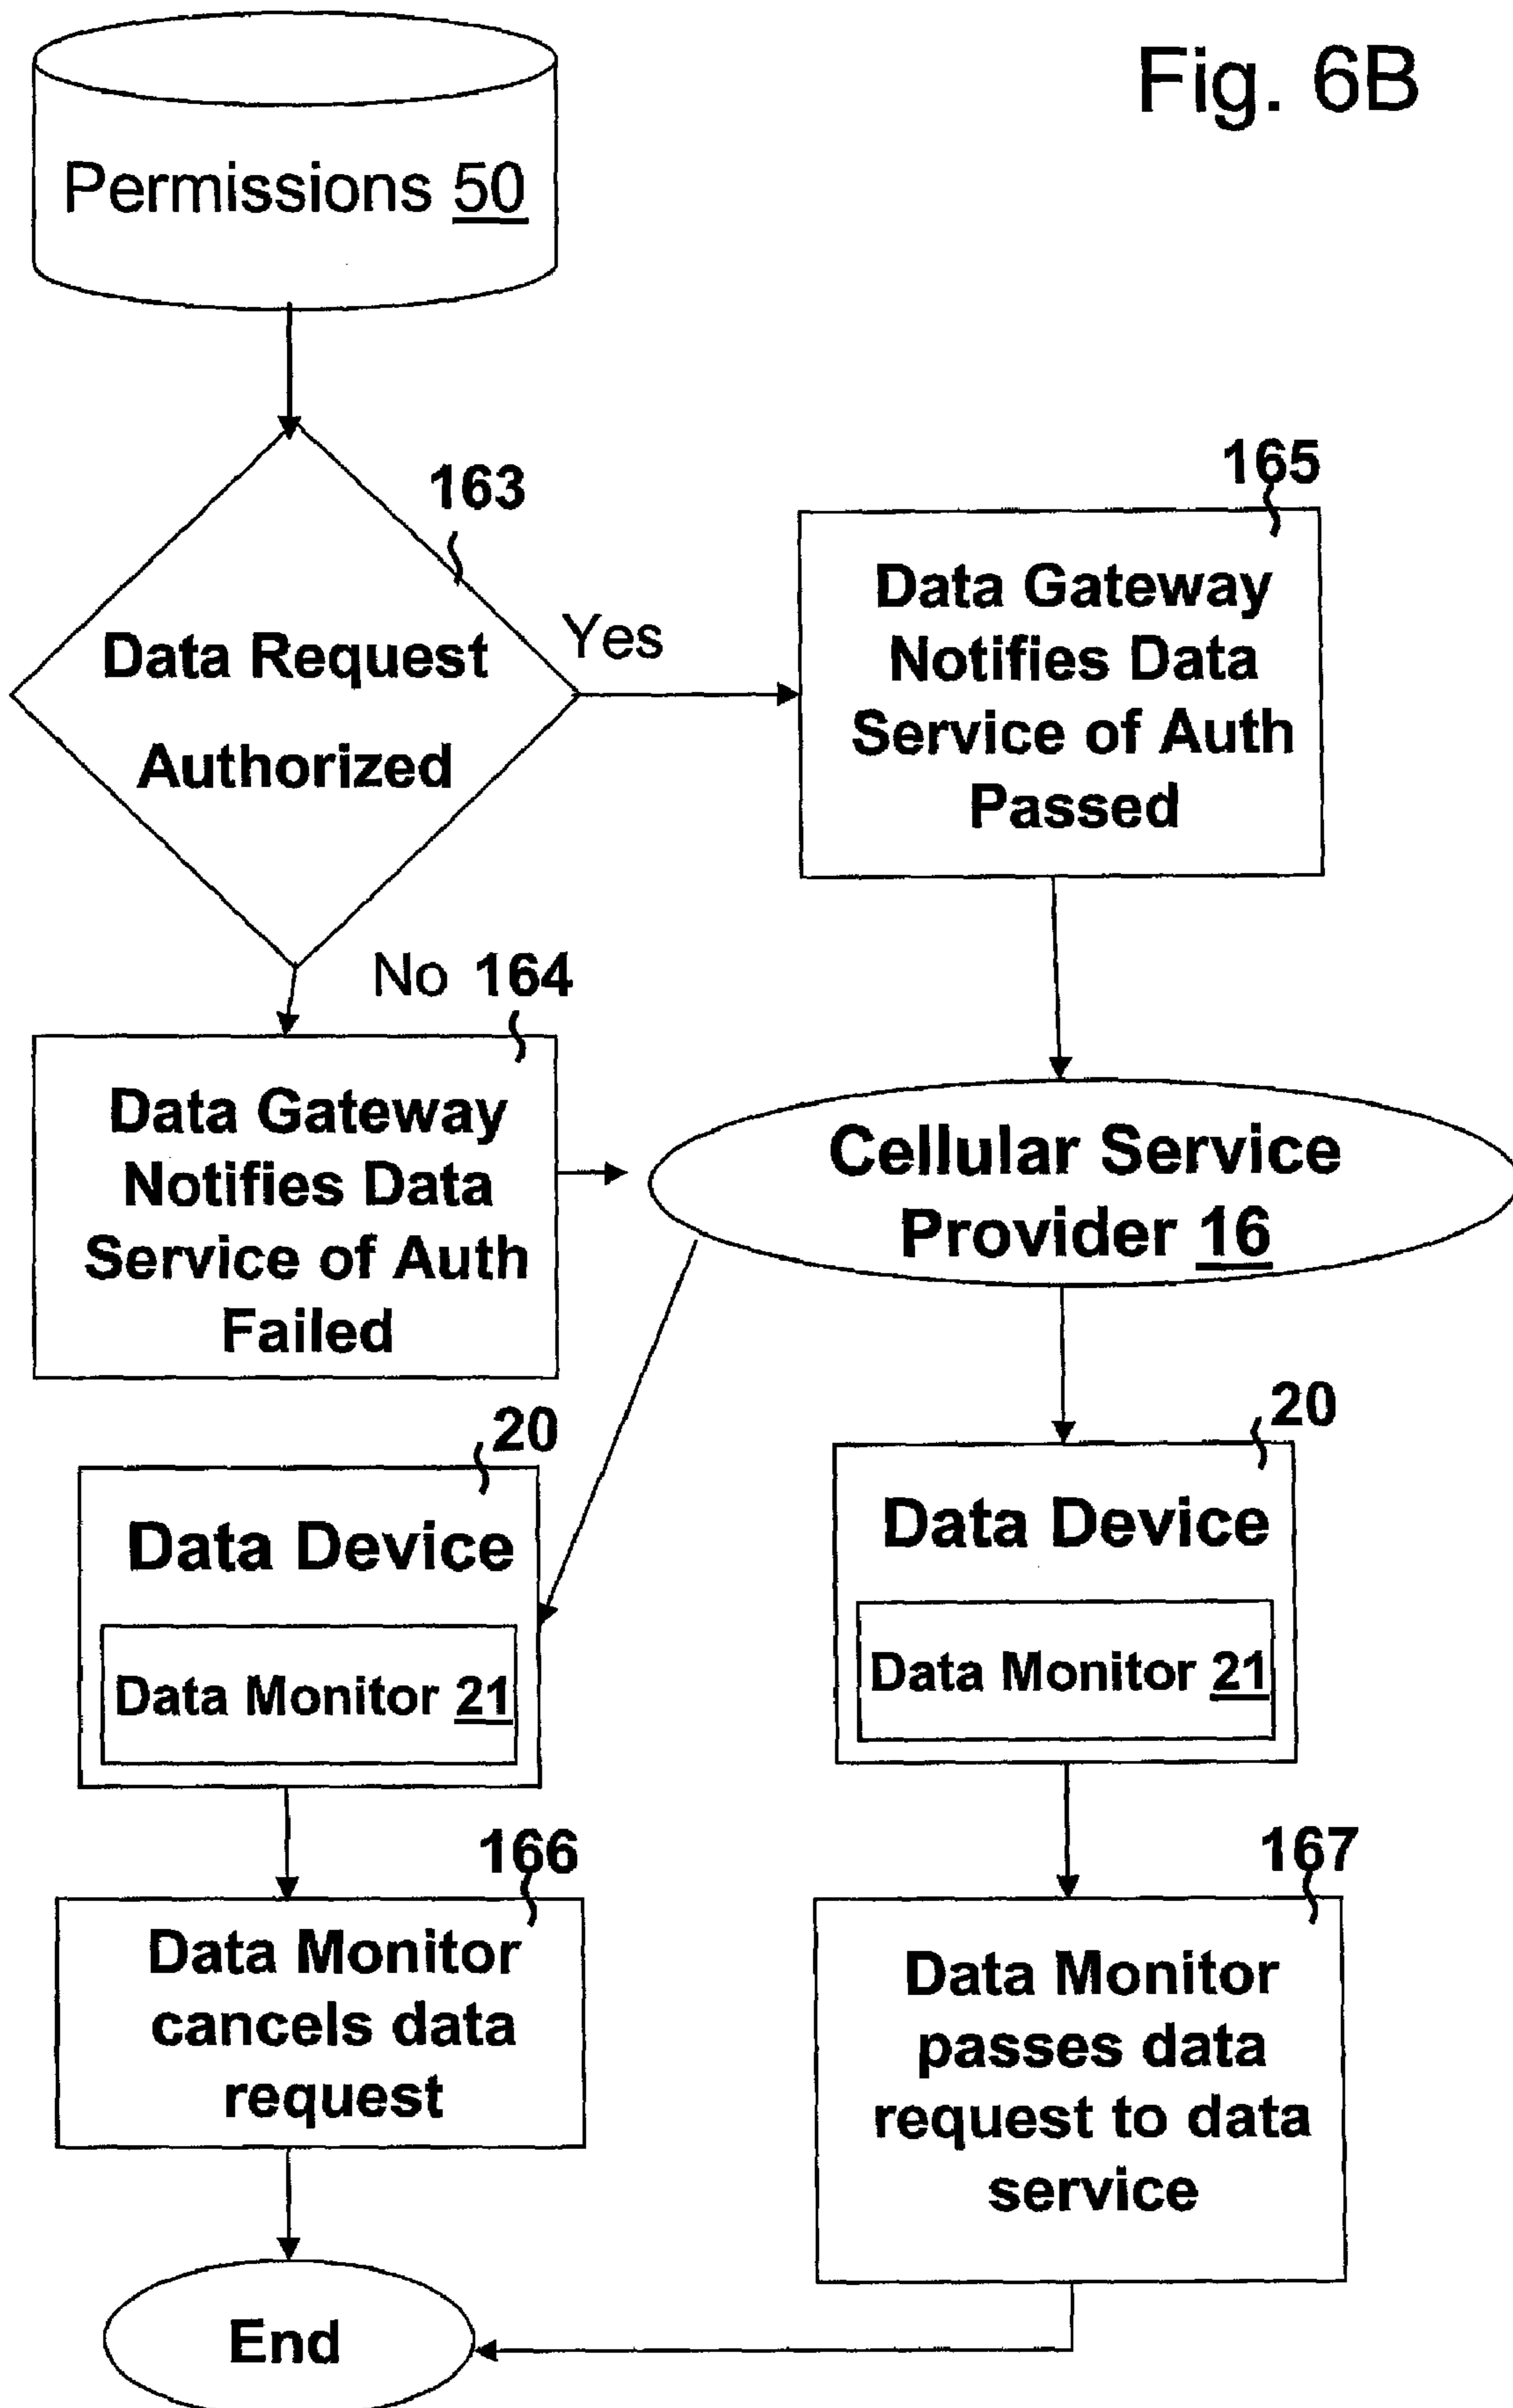 Fig. 6B
Permissions 50
163
Data Request
Authorized
Yes
165
Data Gateway
Notifies Data
Service of Auth
Passed
No 164
Data Gateway
Notifies Data
Service of Auth
Failed
Cellular Service
Provider 16
20
Data Device
Data Monitor 21
20
Data Device
Data Monitor 21
166
Data Monitor
cancels data
request
167
Data Monitor
passes data
request to data
service
End